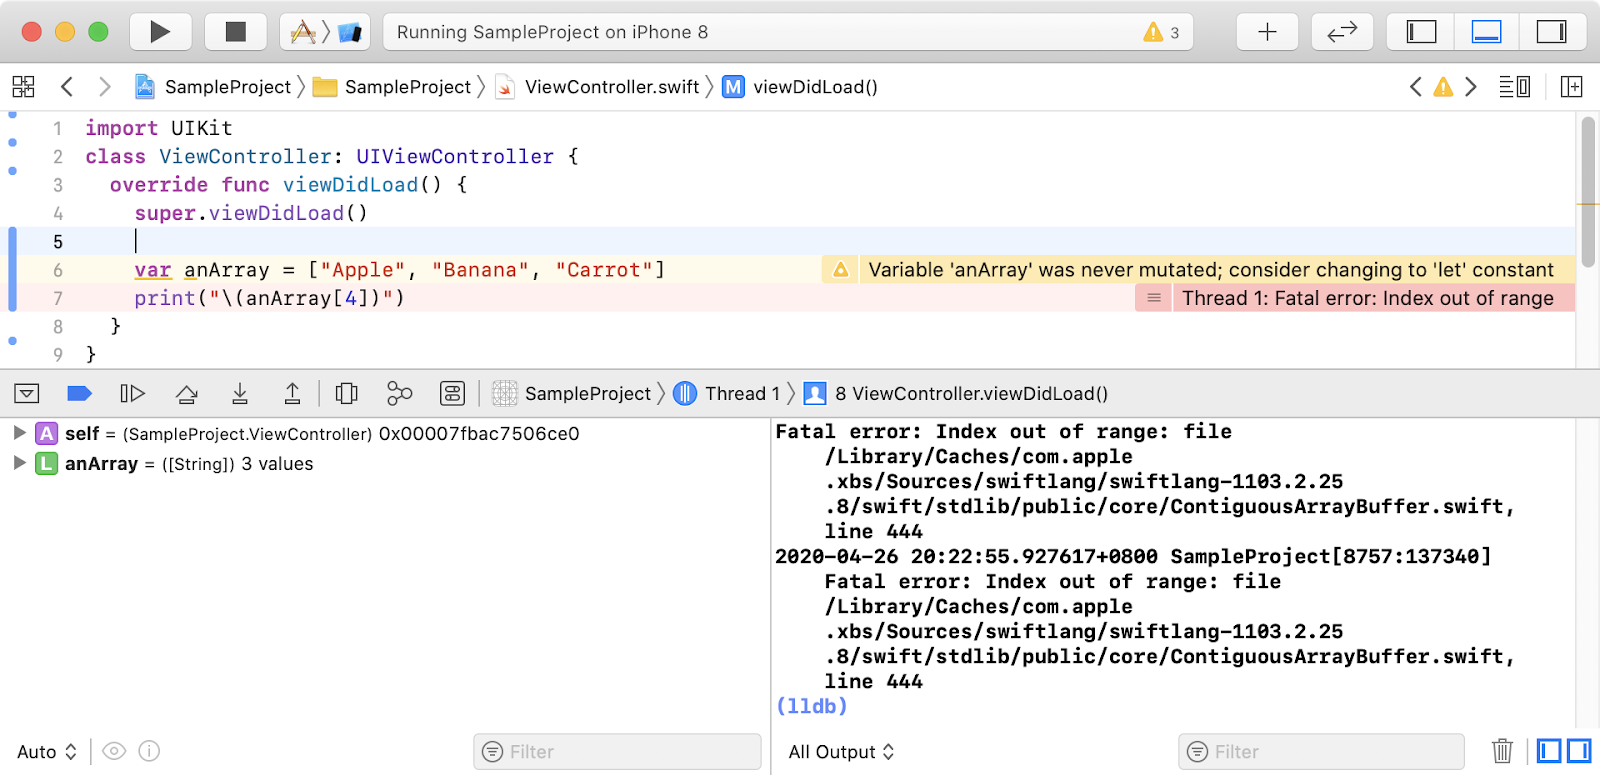 Running SampleProject on iPhone 8 3
SampleProject SampleProject ViewController.swift M viewDidLoad()
1 import UIKit
2 class ViewController: UIViewController {
3 override func viewDidLoad() {
4 super.viewDidLoad()
5
6 var anArray = ["Apple", "Banana", "Carrot"] Variable 'anArray' was never mutated; consider changing to 'let' constant
7 print("\(anArray[4])") Thread 1: Fatal error: Index out of range
8 }
9 }
SampleProject Thread 1 8 ViewController.viewDidLoad()
A self = (SampleProject.ViewController) 0x00007fbac7506ce0
L anArray = ([String]) 3 values
Fatal error: Index out of range: file
/Library/Caches/com.apple
.xbs/Sources/swiftlang/swiftlang-1103.2.25
.8/swift/stdlib/public/core/ContiguousArrayBuffer.swift,
line 444
2020-04-26 20:22:55.927617+0800 SampleProject[8757:137340]
Fatal error: Index out of range: file
/Library/Caches/com.apple
.xbs/Sources/swiftlang/swiftlang-1103.2.25
.8/swift/stdlib/public/core/ContiguousArrayBuffer.swift,
line 444
(lldb)
Auto Filter All Output Filter